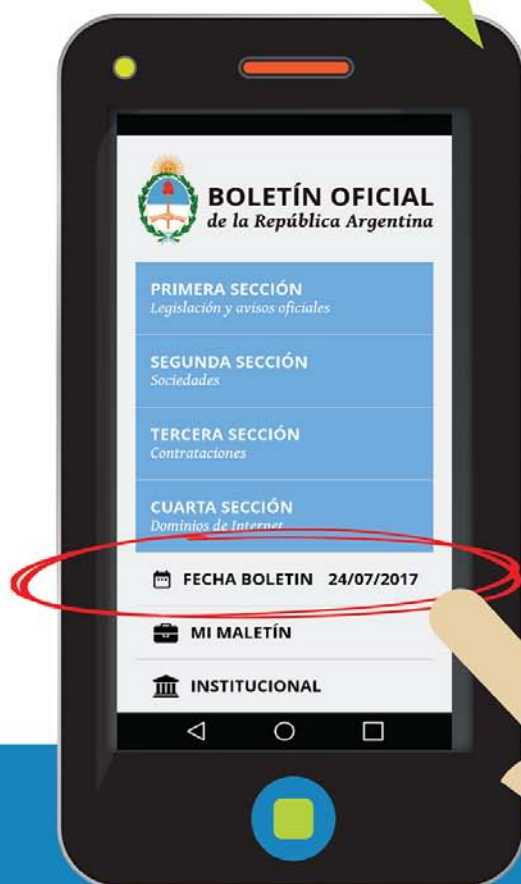 BOLETÍN OFICIAL
de la República Argentina
PRIMERA SECCIÓN
Legislación y avisos oficiales
SEGUNDA SECCIÓN
Sociedades
TERCERA SECCIÓN
Contrataciones
CUARTA SECCIÓN
Dominios de Internet
FECHA BOLETIN 24/07/2017
MI MALETÍN
INSTITUCIONAL